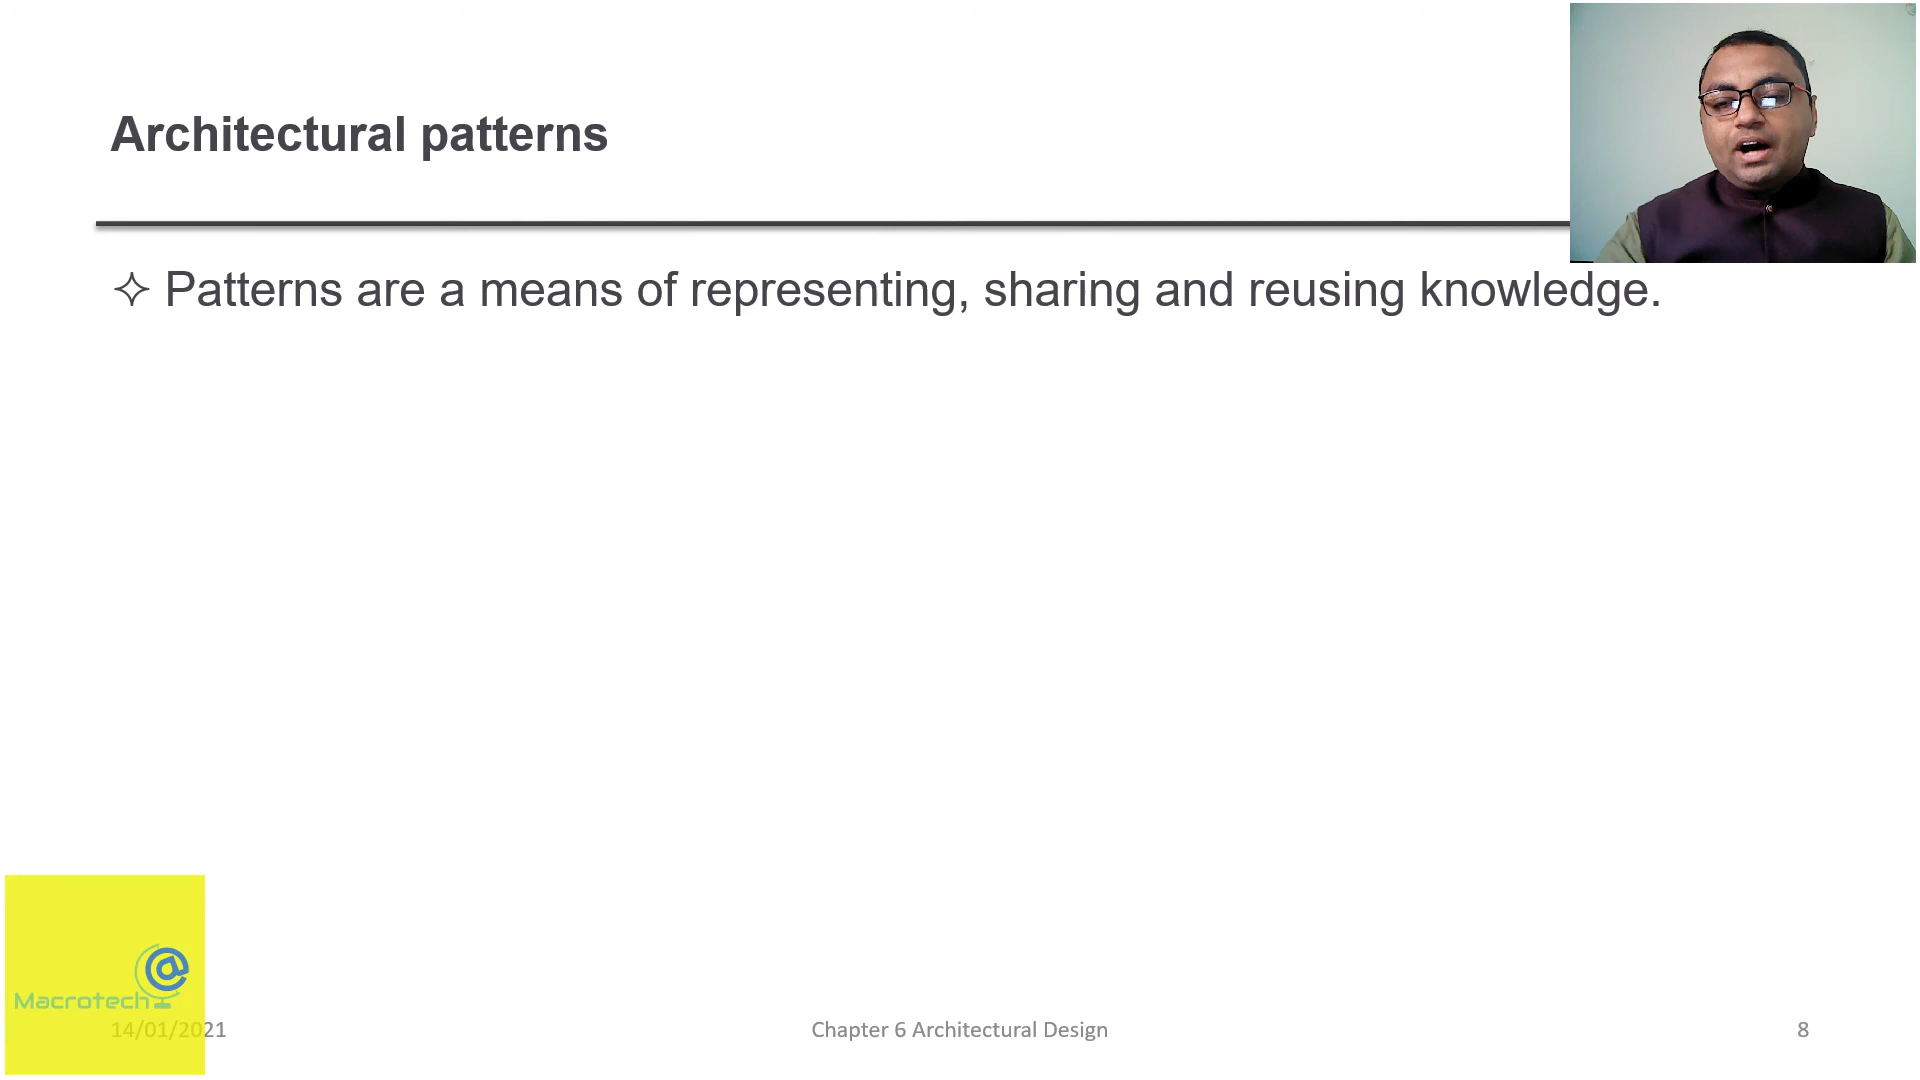 Architectural patterns
✧ Patterns are a means of representing, sharing and reusing knowledge.
@
Macrotech
14/01/2021
Chapter 6 Architectural Design
8